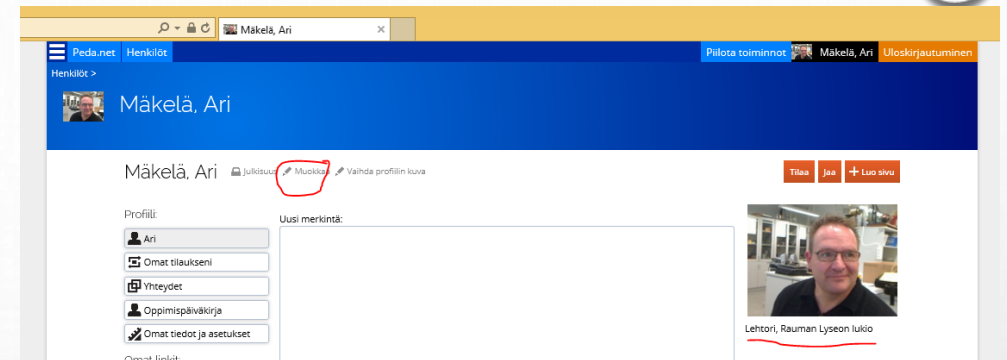 Mäkelä, Ari
Peda.net Henkilöt Piilota toiminnot Mäkelä, Ari Uloskirjautuminen
Henkilöt >
Mäkelä, Ari
Mäkelä, Ari Julkisuus Muokkaa Vaihda profiilin kuva Tilaa Jaa + Luo sivu
Profiili: Uusi merkintä:
Ari
Omat tilaukseni
Yhteydet
Oppimispäiväkirja
Omat tiedot ja asetukset
Lehtori, Rauman Lyseon lukio
Omat linkit: